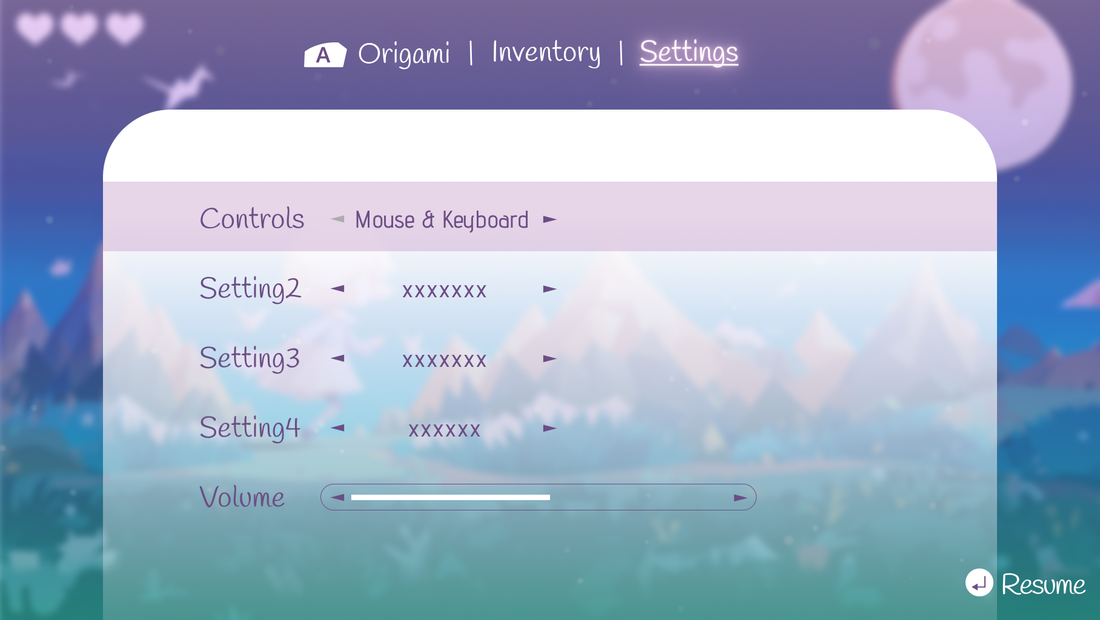 A Origami | Inventory | Settings
Controls Mouse & Keyboard
Setting2 xxxxxxx
Setting3 xxxxxxx
Setting4 xxxxxx
Volume
Resume